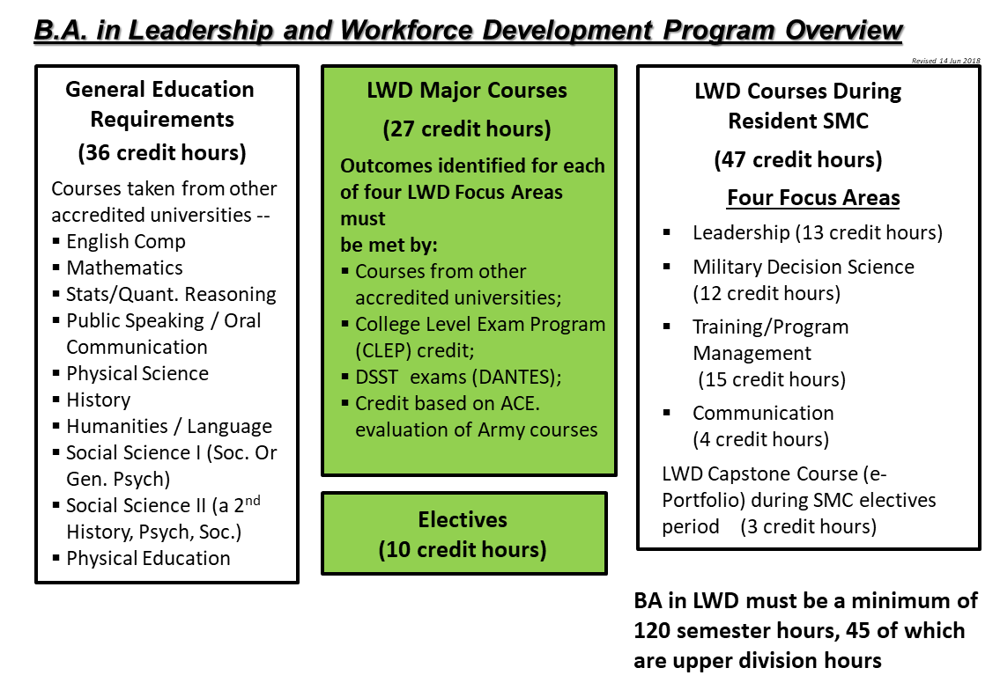 B.A. in Leadership and Workforce Development Program Overview
Revised 14 Jun 2018
General Education
Requirements
(36 credit hours)
Courses taken from other
accredited universities --
▪ English Comp
▪ Mathematics
▪ Stats/Quant. Reasoning
▪ Public Speaking / Oral
Communication
▪ Physical Science
▪ History
▪ Humanities / Language
▪ Social Science I (Soc. Or
Gen. Psych)
▪ Social Science II (a 2nd
History, Psych, Soc.)
▪ Physical Education
LWD Major Courses
(27 credit hours)
Outcomes identified for each
of four LWD Focus Areas
must
be met by:
▪ Courses from other
accredited universities;
▪ College Level Exam Program
(CLEP) credit;
▪ DSST exams (DANTES);
▪ Credit based on ACE.
evaluation of Army courses
Electives
(10 credit hours)
LWD Courses During
Resident SMC
(47 credit hours)
Four Focus Areas
▪ Leadership (13 credit hours)
▪ Military Decision Science
(12 credit hours)
▪ Training/Program
Management
(15 credit hours)
▪ Communication
(4 credit hours)
LWD Capstone Course (e-
Portfolio) during SMC electives
period (3 credit hours)
BA in LWD must be a minimum of
120 semester hours, 45 of which
are upper division hours